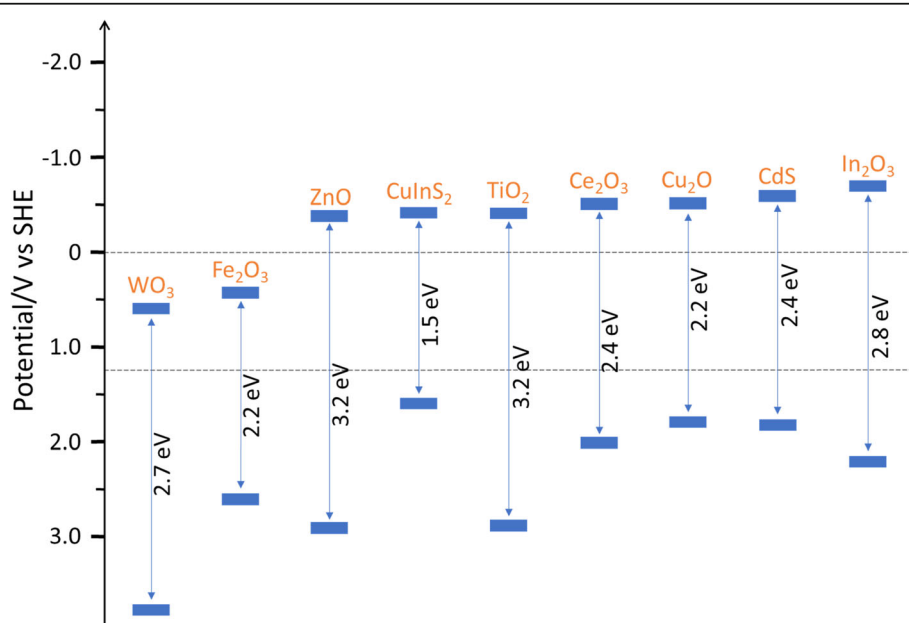 Potential/V vs SHE
-2.0
-1.0
0
1.0
2.0
3.0
WO₃
Fe₂O₃
ZnO
CuInS₂
TiO₂
Ce₂O₃
Cu₂O
CdS
In₂O₃
2.7 eV
2.2 eV
3.2 eV
1.5 eV
3.2 eV
2.4 eV
2.2 eV
2.4 eV
2.8 eV